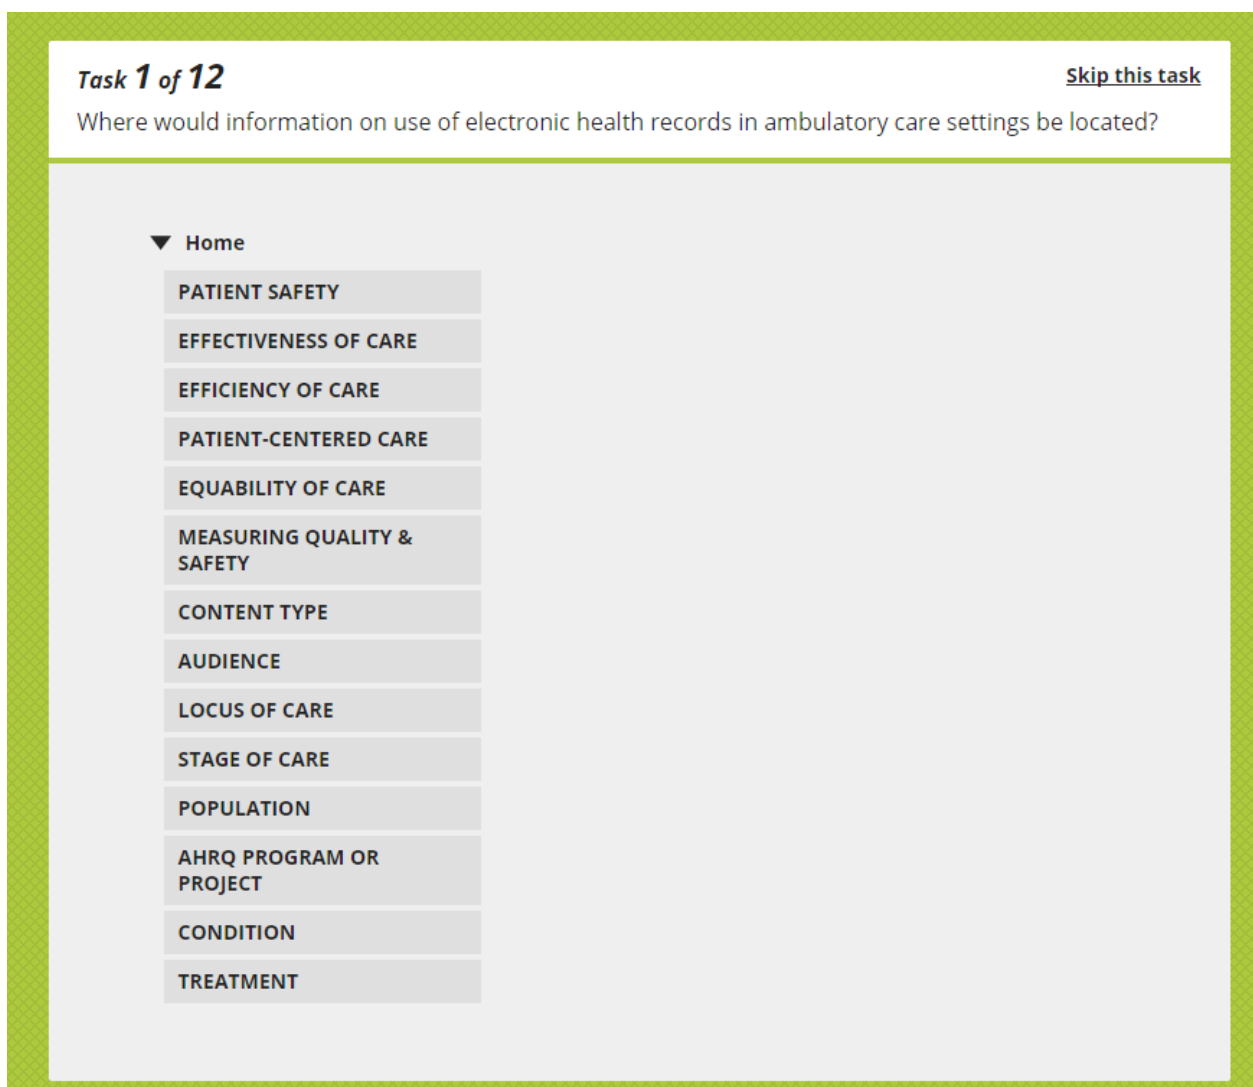 Task 1 of 12
Skip this task
Where would information on use of electronic health records in ambulatory care settings be located?
Home
PATIENT SAFETY
EFFECTIVENESS OF CARE
EFFICIENCY OF CARE
PATIENT-CENTERED CARE
EQUABILITY OF CARE
MEASURING QUALITY &
SAFETY
CONTENT TYPE
AUDIENCE
LOCUS OF CARE
STAGE OF CARE
POPULATION
AHRQ PROGRAM OR
PROJECT
CONDITION
TREATMENT